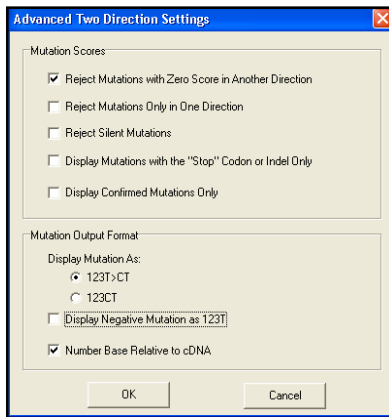 Advanced Two Direction Settings
Mutation Scores
Reject Mutations with Zero Score in Another Direction
Reject Mutations Only in One Direction
Reject Silent Mutations
Display Mutations with the "Stop" Codon or Indel Only
Display Confirmed Mutations Only
Mutation Output Format
Display Mutation As:
123T>CT
123CT
Display Negative Mutation as 123T
Number Base Relative to cDNA
OK Cancel